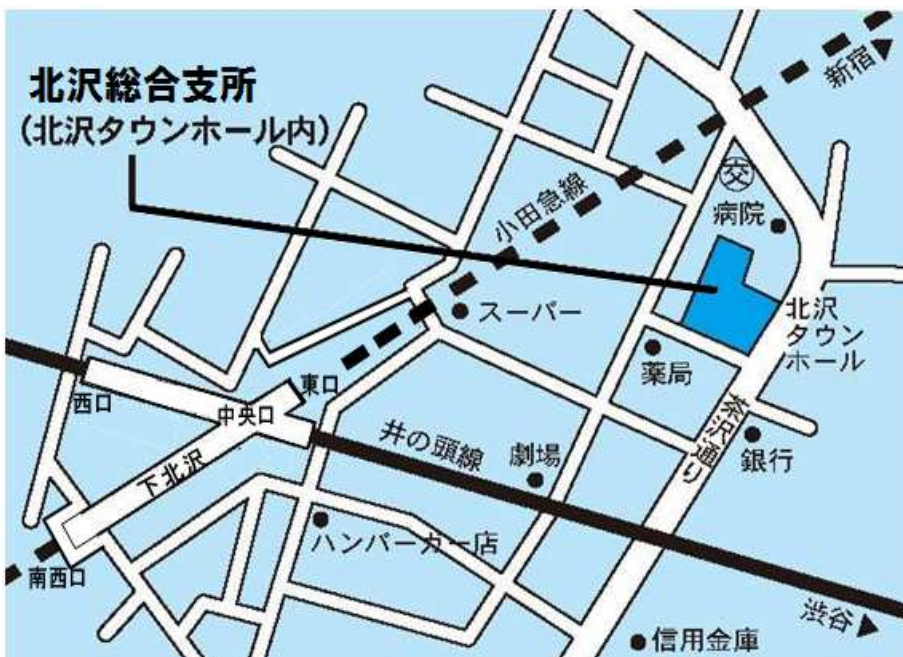 北沢総合支所
(北沢タウンホール内)
新宿
交
病院
小田急線
スーパー
北沢
タウン
ホール
薬局
東口
西口
中央口
茶沢通り
井の頭線
劇場
銀行
下北沢
ハンバーガー店
南西口
渋谷
信用金庫